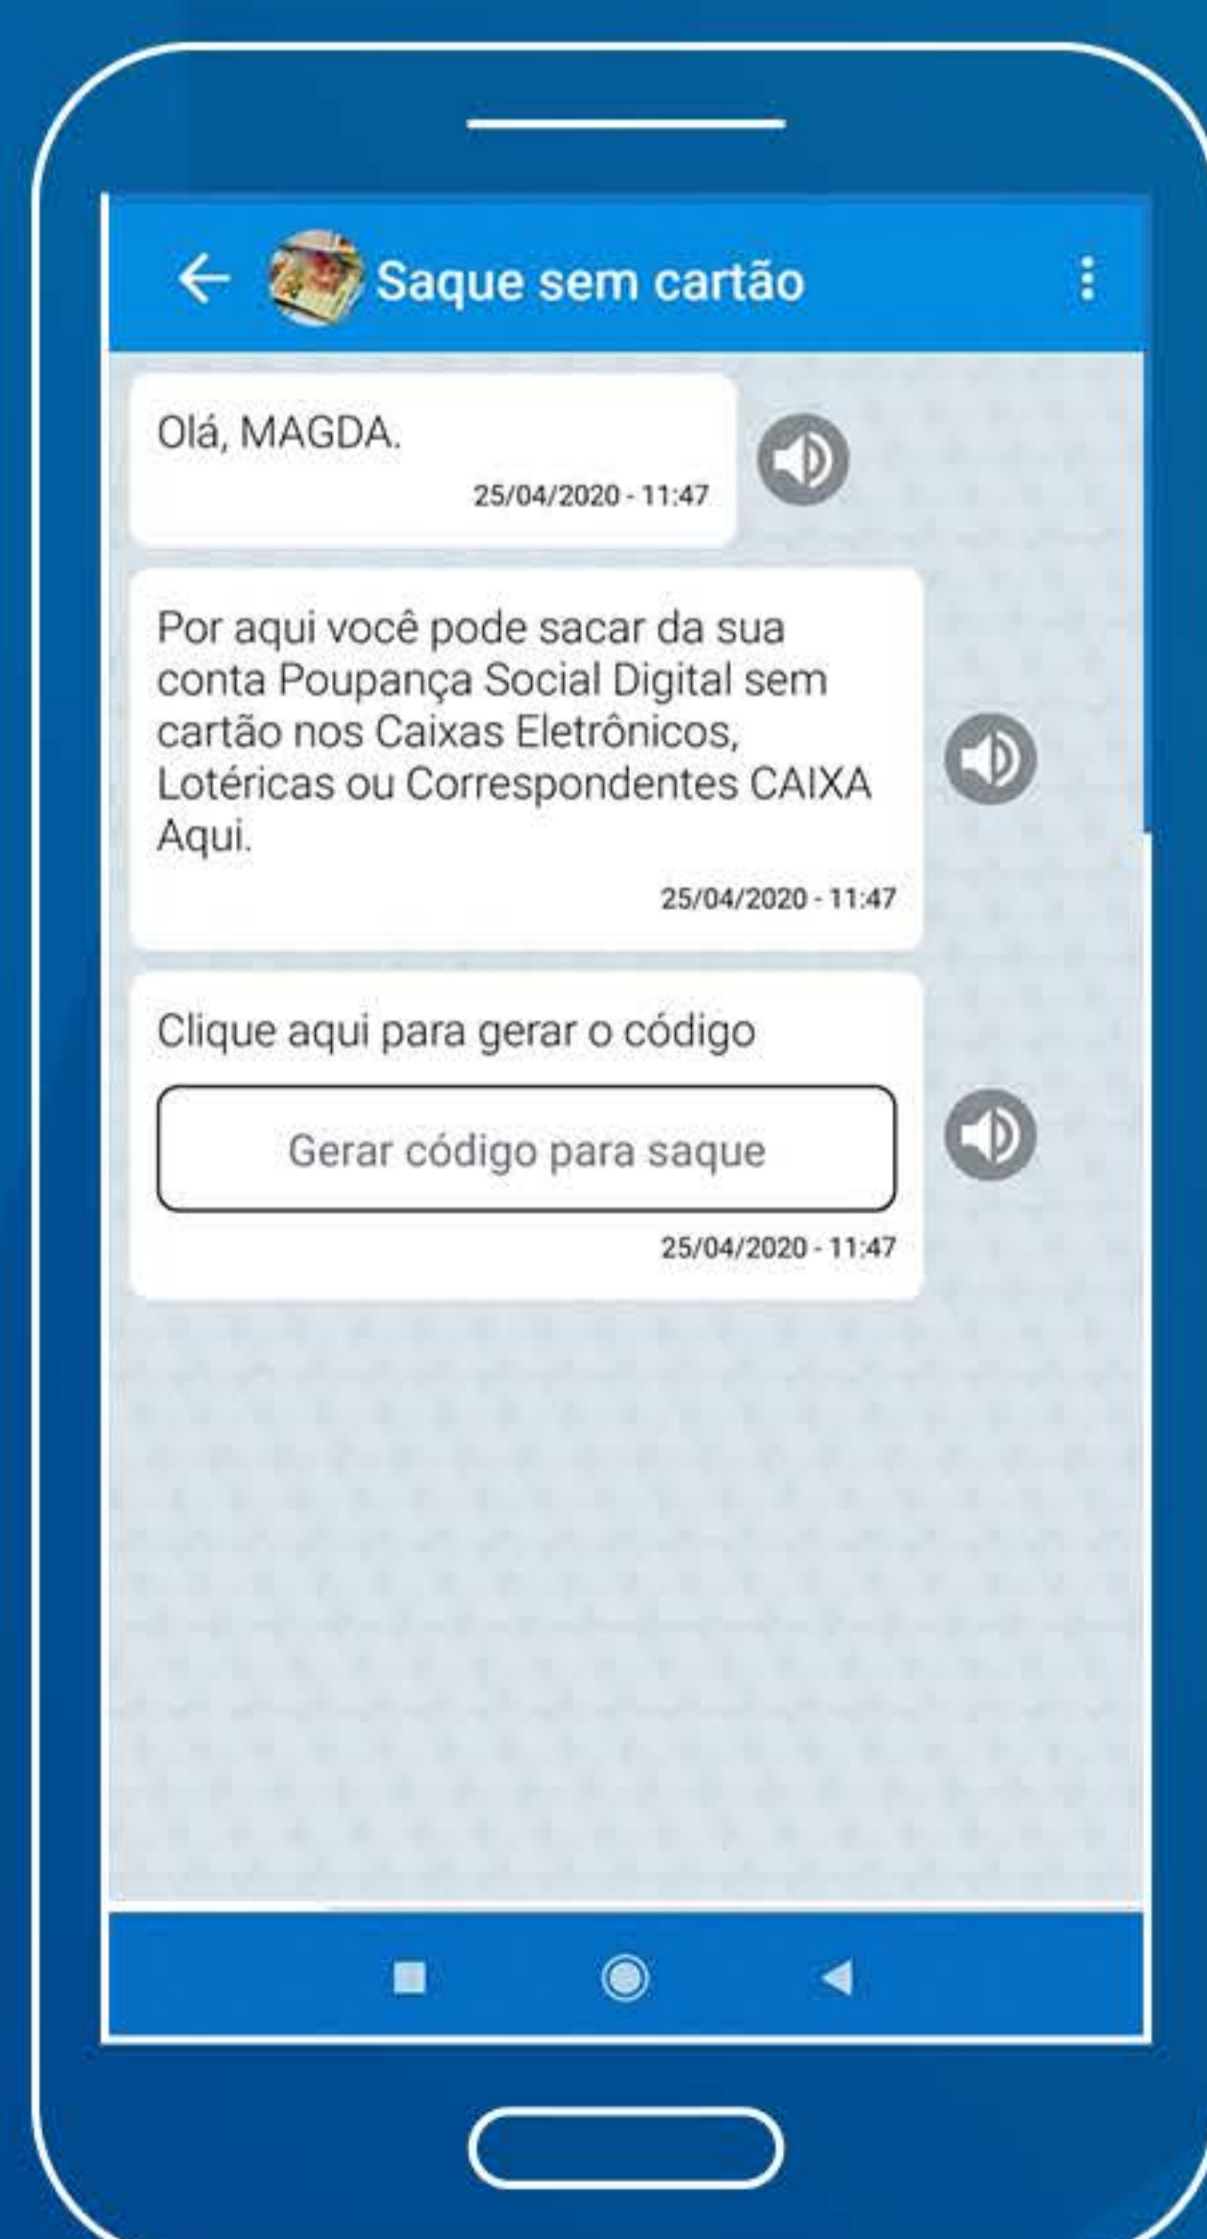 Saque sem cartão
Olá, MAGDA.
25/04/2020 - 11:47
Por aqui você pode sacar da sua
conta Poupança Social Digital sem
cartão nos Caixas Eletrônicos,
Lotéricas ou Correspondentes CAIXA
Aqui.
25/04/2020 - 11:47
Clique aqui para gerar o código
Gerar código para saque
25/04/2020 - 11:47